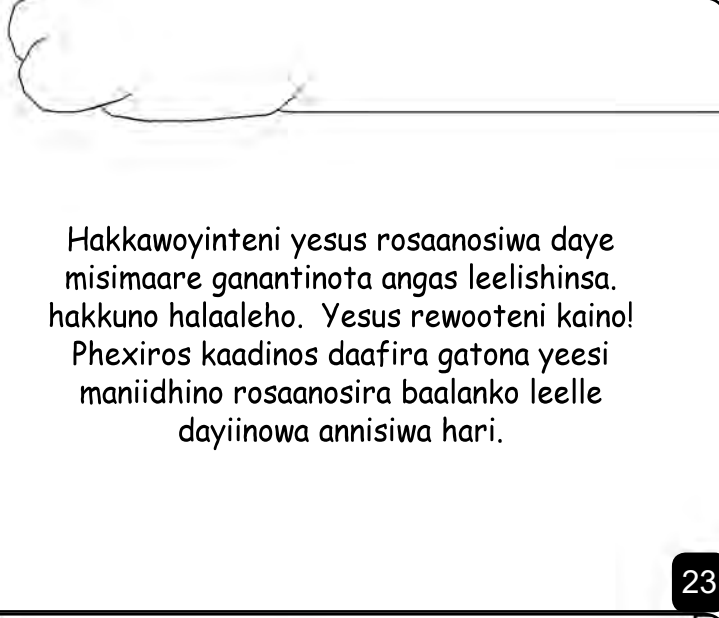 Hakkawoyinteni yesus rosaanosiwa daye
misimaare ganantinota angas leelishinsa.
hakkuno halaaleho. Yesus rewooteni kaino!
Phexiros kaadinos daafira gatona yeesi
maniidhino rosaanosira baalanko leelle
dayiinowa annisiwa hari.
23